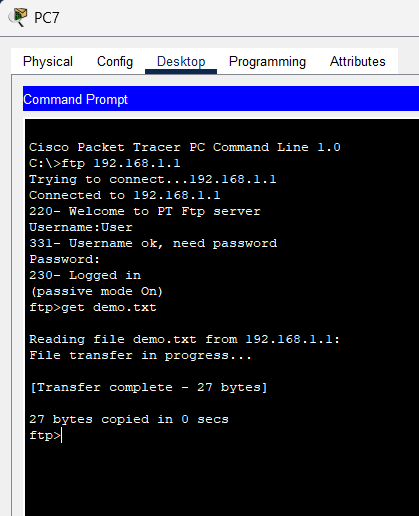 PC7
Physical Config Desktop Programming Attributes
Command Prompt
Cisco Packet Tracer PC Command Line 1.0
C:\>ftp 192.168.1.1
Trying to connect...192.168.1.1
Connected to 192.168.1.1
220- Welcome to PT Ftp server
Username:User
331- Username ok, need password
Password:
230- Logged in
(passive mode On)
ftp>get demo.txt
Reading file demo.txt from 192.168.1.1:
File transfer in progress...
[Transfer complete - 27 bytes]
27 bytes copied in 0 secs
ftp>